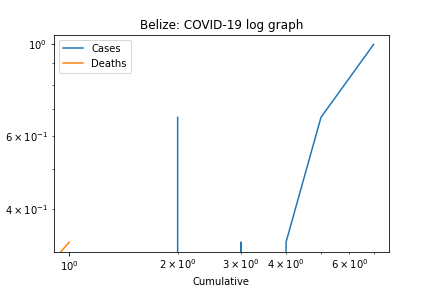 Belize: COVID-19 log graph
10⁰
Cases
Deaths
6 × 10⁻¹
4 × 10⁻¹
10⁰ 2 × 10⁰ 3 × 10⁰ 4 × 10⁰ 6 × 10⁰
Cumulative